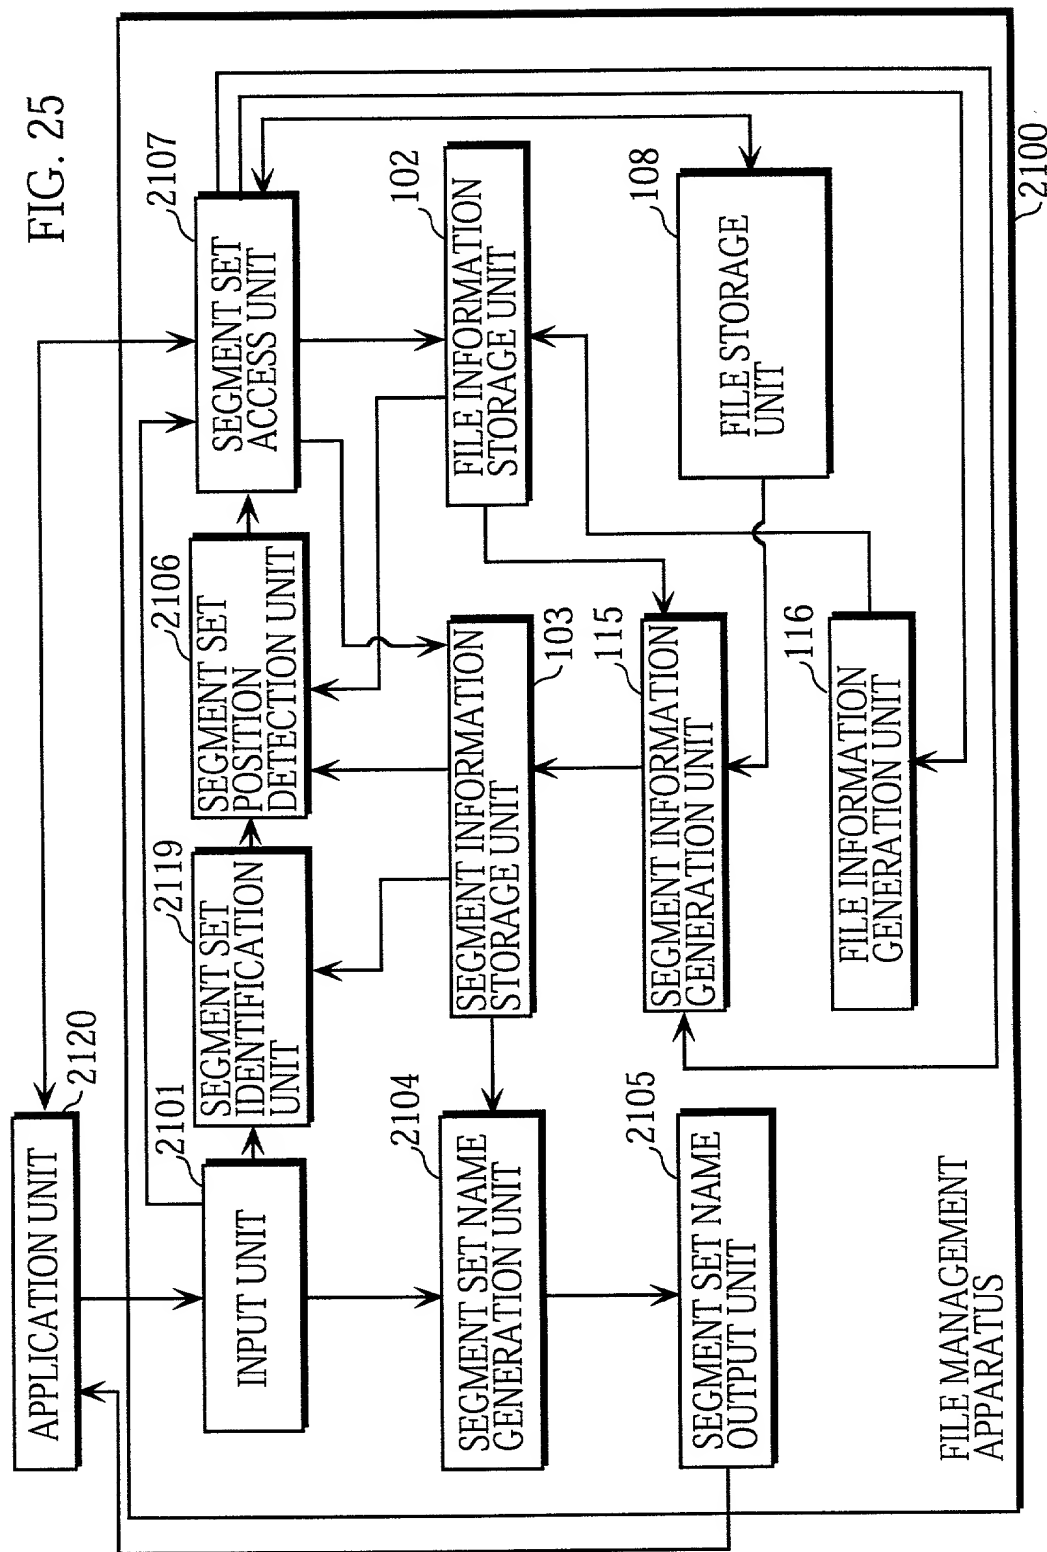 FIG. 25
APPLICATION UNIT
2120
2101
INPUT UNIT
2119
SEGMENT SET
IDENTIFICATION
UNIT
2106
SEGMENT SET
POSITION
DETECTION UNIT
2107
SEGMENT SET
ACCESS UNIT
2104
SEGMENT SET NAME
GENERATION UNIT
SEGMENT INFORMATION
STORAGE UNIT
103
102
FILE INFORMATION
STORAGE UNIT
2105
SEGMENT SET NAME
OUTPUT UNIT
115
SEGMENT INFORMATION
GENERATION UNIT
108
FILE STORAGE
UNIT
116
FILE INFORMATION
GENERATION UNIT
FILE MANAGEMENT
APPARATUS
2100